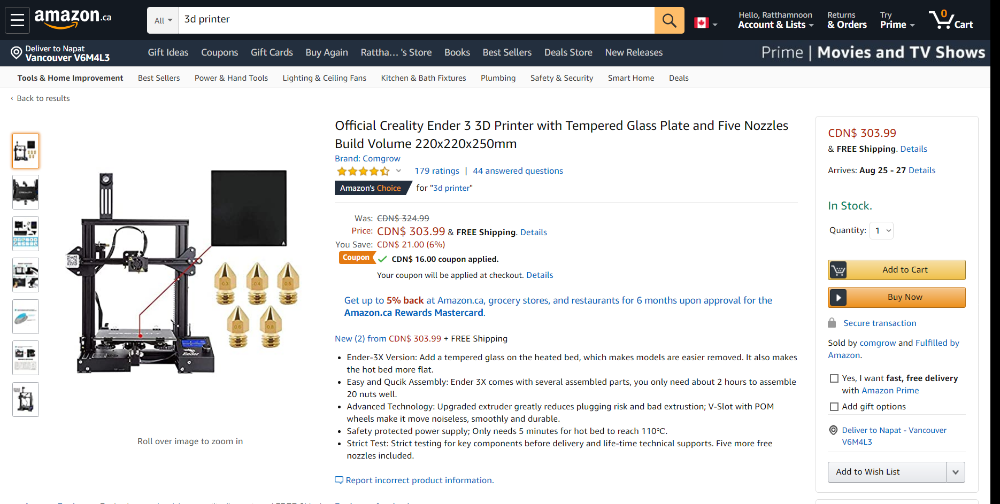 amazon.ca
All
3d printer
Hello, Ratthamnoon
Account & Lists
Returns
& Orders
Try
Prime
0
Cart
Deliver to Napat
Vancouver V6M4L3
Gift Ideas
Coupons
Gift Cards
Buy Again
Rattha... 's Store
Books
Best Sellers
Deals Store
New Releases
Prime | Movies and TV Shows
Tools & Home Improvement
Best Sellers
Power & Hand Tools
Lighting & Ceiling Fans
Kitchen & Bath Fixtures
Plumbing
Safety & Security
Smart Home
Deals
‹ Back to results
0.3
0.4
0.5
0.6
0.8
CREALITY
Ender
Roll over image to zoom in
Official Creality Ender 3 3D Printer with Tempered Glass Plate and Five Nozzles
Build Volume 220x220x250mm
Brand: Comgrow
179 ratings | 44 answered questions
Amazon's Choice for "3d printer"
Was: CDN$ 324.99
Price: CDN$ 303.99 & FREE Shipping. Details
You Save: CDN$ 21.00 (6%)
Coupon CDN$ 16.00 coupon applied.
Your coupon will be applied at checkout. Details
Get up to 5% back at Amazon.ca, grocery stores, and restaurants for 6 months upon approval for the
Amazon.ca Rewards Mastercard.
New (2) from CDN$ 303.99 + FREE Shipping
• Ender-3X Version: Add a tempered glass on the heated bed, which makes models are easier removed. It also makes
the hot bed more flat.
• Easy and Qucik Assembly: Ender 3X comes with several assembled parts, you only need about 2 hours to assemble
20 nuts well.
• Advanced Technology: Upgraded extruder greatly reduces plugging risk and bad extrustion; V-Slot with POM
wheels make it move noiseless, smoothly and durable.
• Safety protected power supply; Only needs 5 minutes for hot bed to reach 110℃.
• Strict Test: Strict testing for key components before delivery and life-time technical supports. Five more free
nozzles included.
Report incorrect product information.
CDN$ 303.99
& FREE Shipping. Details
Arrives: Aug 25 - 27 Details
In Stock.
Quantity: 1
Add to Cart
Buy Now
Secure transaction
Sold by comgrow and Fulfilled by
Amazon.
Yes, I want fast, free delivery
with Amazon Prime
Add gift options
Deliver to Napat - Vancouver
V6M4L3
Add to Wish List